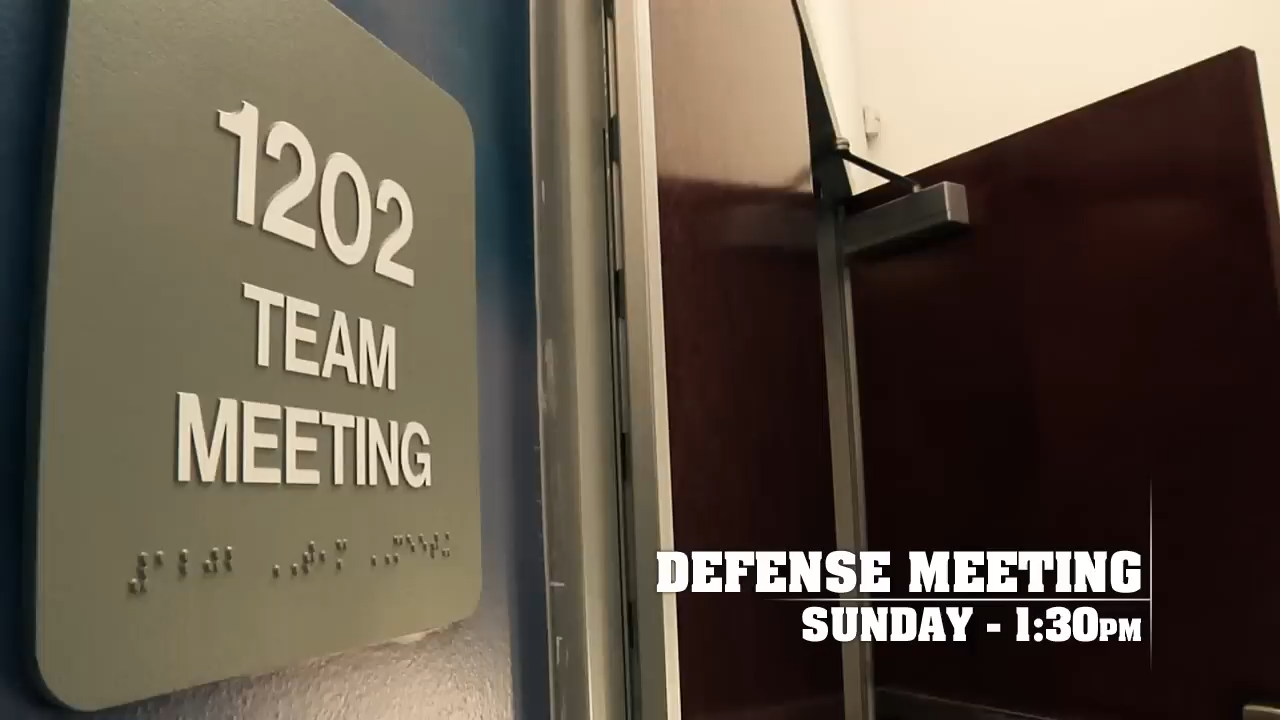 1202
TEAM
MEETING
DEFENSE MEETING
SUNDAY - 1:30PM